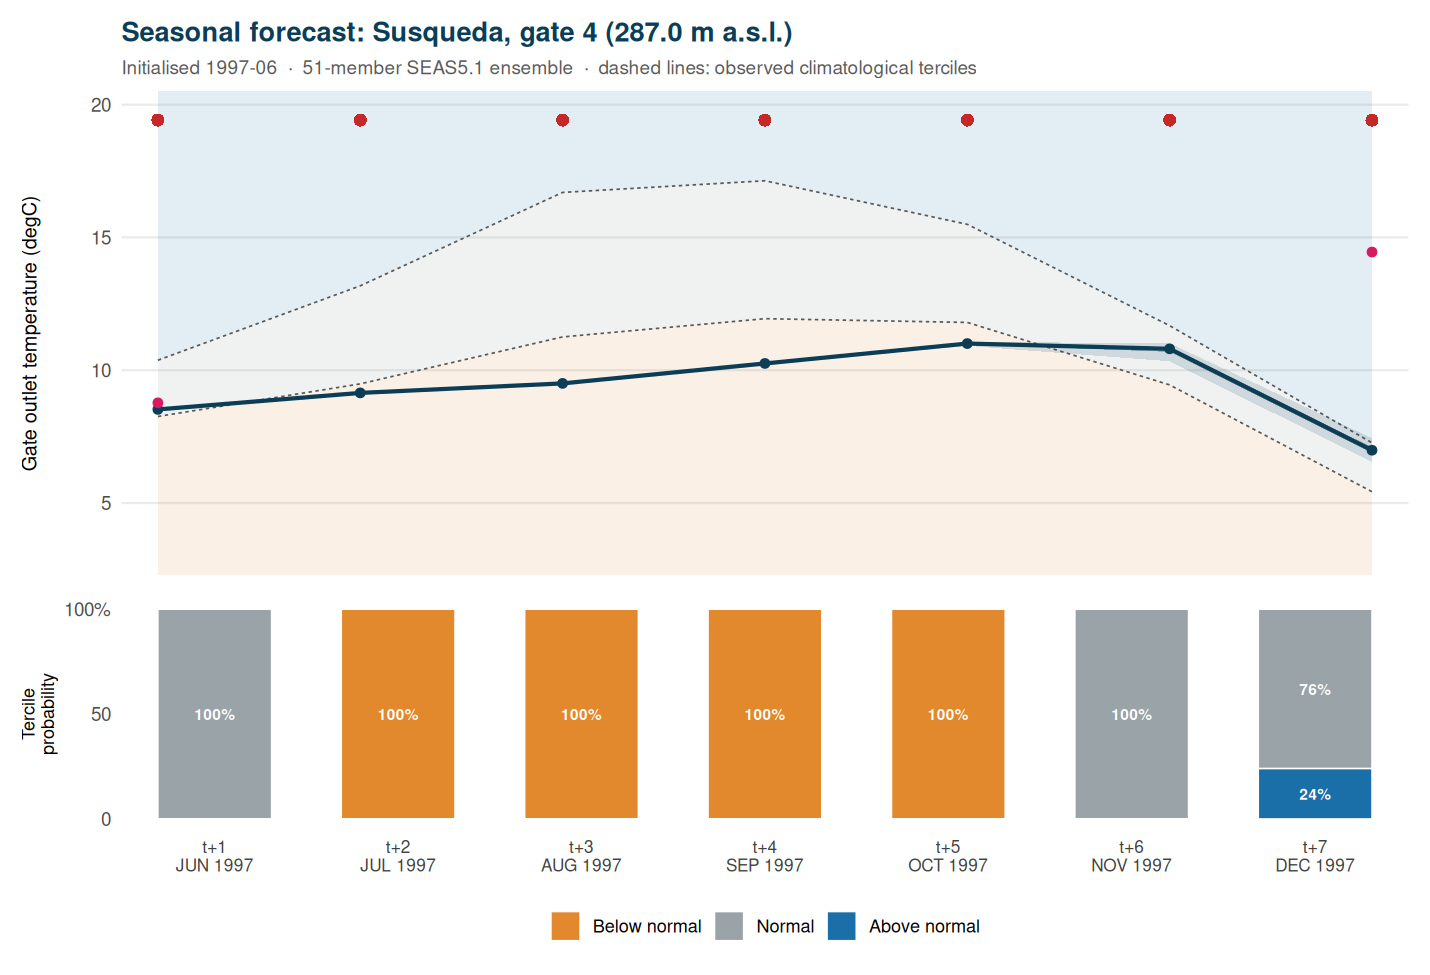 Seasonal forecast: Susqueda, gate 4 (287.0 m a.s.l.)
Initialised 1997-06 · 51-member SEAS5.1 ensemble · dashed lines: observed climatological terciles
Gate outlet temperature (degC)
20
15
10
5
Tercile
probability
100%
50
0
100%
100%
100%
100%
100%
100%
76%
24%
t+1
JUN 1997
t+2
JUL 1997
t+3
AUG 1997
t+4
SEP 1997
t+5
OCT 1997
t+6
NOV 1997
t+7
DEC 1997
Below normal
Normal
Above normal